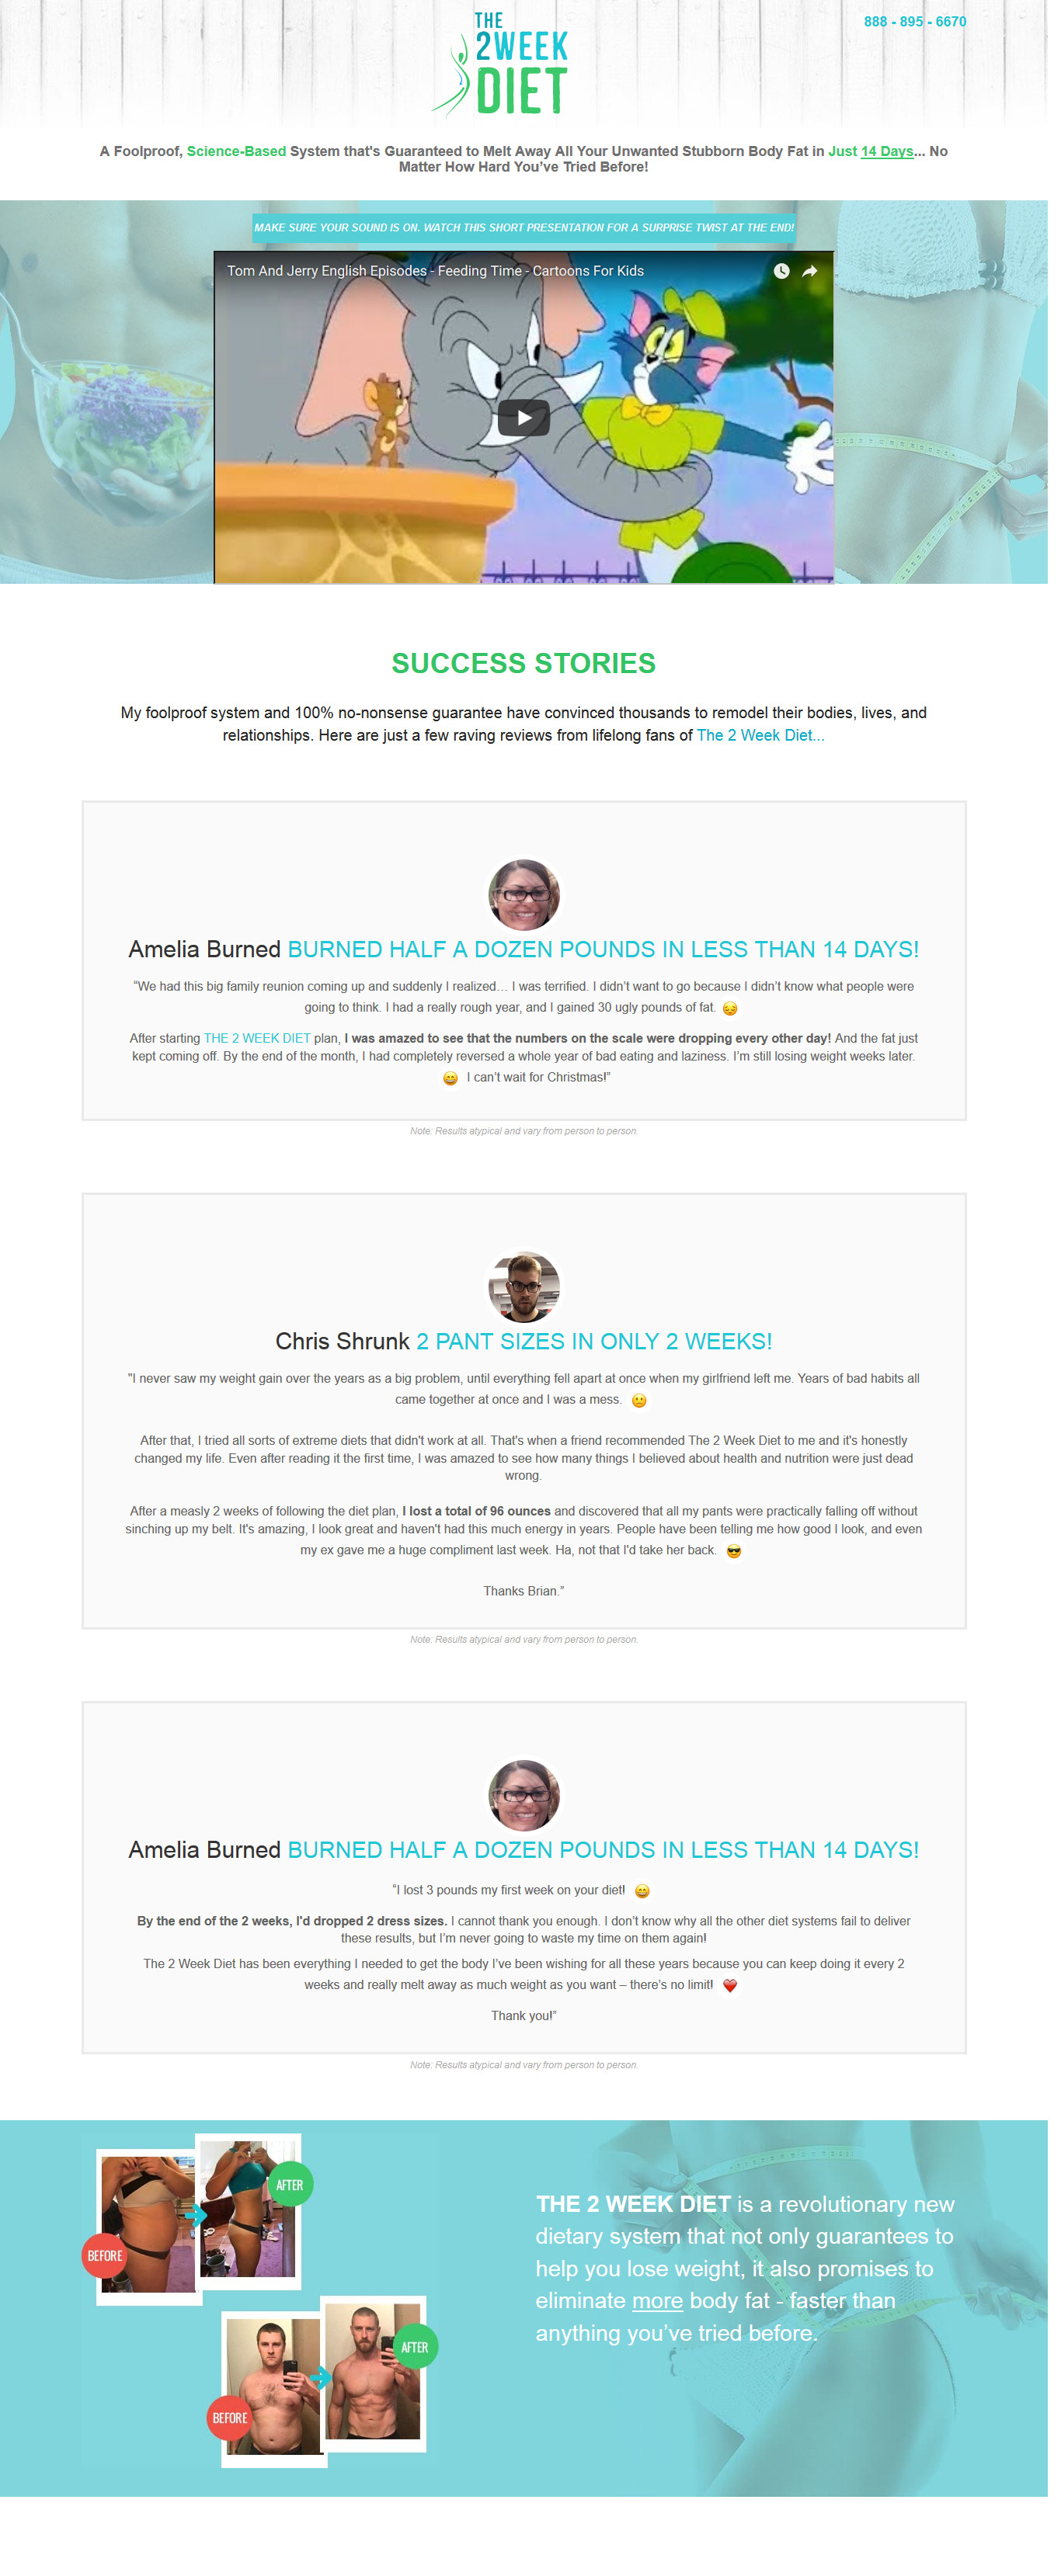 THE
2WEEK
DIET
888 - 895 - 6670
A Foolproof, Science-Based System that's Guaranteed to Melt Away All Your Unwanted Stubborn Body Fat in Just 14 Days... No
Matter How Hard You’ve Tried Before!
MAKE SURE YOUR SOUND IS ON. WATCH THIS SHORT PRESENTATION FOR A SURPRISE TWIST AT THE END!
Tom And Jerry English Episodes - Feeding Time - Cartoons For Kids
SUCCESS STORIES
My foolproof system and 100% no-nonsense guarantee have convinced thousands to remodel their bodies, lives, and
relationships. Here are just a few raving reviews from lifelong fans of The 2 Week Diet...
Amelia Burned BURNED HALF A DOZEN POUNDS IN LESS THAN 14 DAYS!
“We had this big family reunion coming up and suddenly I realized… I was terrified. I didn’t want to go because I didn’t know what people were
going to think. I had a really rough year, and I gained 30 ugly pounds of fat. 😔
After starting THE 2 WEEK DIET plan, I was amazed to see that the numbers on the scale were dropping every other day! And the fat just
kept coming off. By the end of the month, I had completely reversed a whole year of bad eating and laziness. I’m still losing weight weeks later.
😄 I can’t wait for Christmas!”
Note: Results atypical and vary from person to person.
Chris Shrunk 2 PANT SIZES IN ONLY 2 WEEKS!
"I never saw my weight gain over the years as a big problem, until everything fell apart at once when my girlfriend left me. Years of bad habits all
came together at once and I was a mess. 🙁
After that, I tried all sorts of extreme diets that didn't work at all. That's when a friend recommended The 2 Week Diet to me and it's honestly
changed my life. Even after reading it the first time, I was amazed to see how many things I believed about health and nutrition were just dead
wrong.
After a measly 2 weeks of following the diet plan, I lost a total of 96 ounces and discovered that all my pants were practically falling off without
sinching up my belt. It's amazing, I look great and haven't had this much energy in years. People have been telling me how good I look, and even
my ex gave me a huge compliment last week. Ha, not that I'd take her back. 😎
Thanks Brian.”
Note: Results atypical and vary from person to person.
Amelia Burned BURNED HALF A DOZEN POUNDS IN LESS THAN 14 DAYS!
“I lost 3 pounds my first week on your diet! 😄
By the end of the 2 weeks, I'd dropped 2 dress sizes. I cannot thank you enough. I don’t know why all the other diet systems fail to deliver
these results, but I’m never going to waste my time on them again!
The 2 Week Diet has been everything I needed to get the body I’ve been wishing for all these years because you can keep doing it every 2
weeks and really melt away as much weight as you want – there’s no limit! ❤
Thank you!”
Note: Results atypical and vary from person to person.
AFTER
BEFORE
AFTER
BEFORE
THE 2 WEEK DIET is a revolutionary new
dietary system that not only guarantees to
help you lose weight, it also promises to
eliminate more body fat - faster than
anything you’ve tried before.